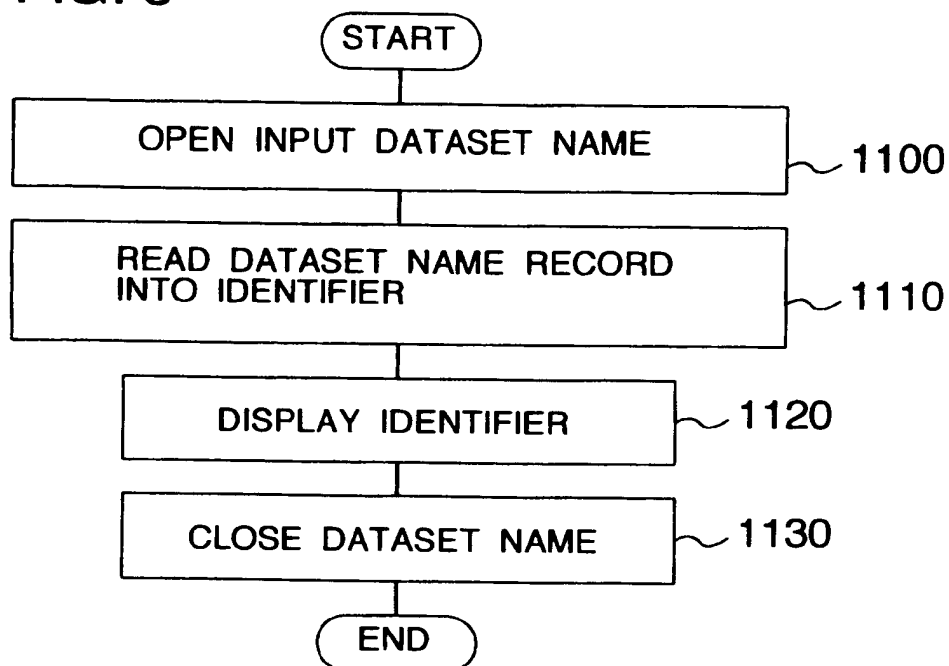 START
OPEN INPUT DATASET NAME
1100
READ DATASET NAME RECORD
INTO IDENTIFIER
1110
DISPLAY IDENTIFIER
1120
CLOSE DATASET NAME
1130
END